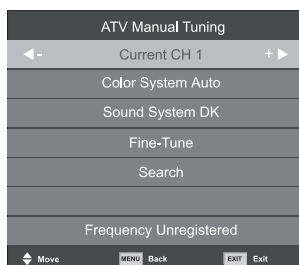 ATV Manual Tuning
- Current CH 1 +
Color System Auto
Sound System DK
Fine-Tune
Search
Frequency Unregistered
Move MENU Back EXIT Exit